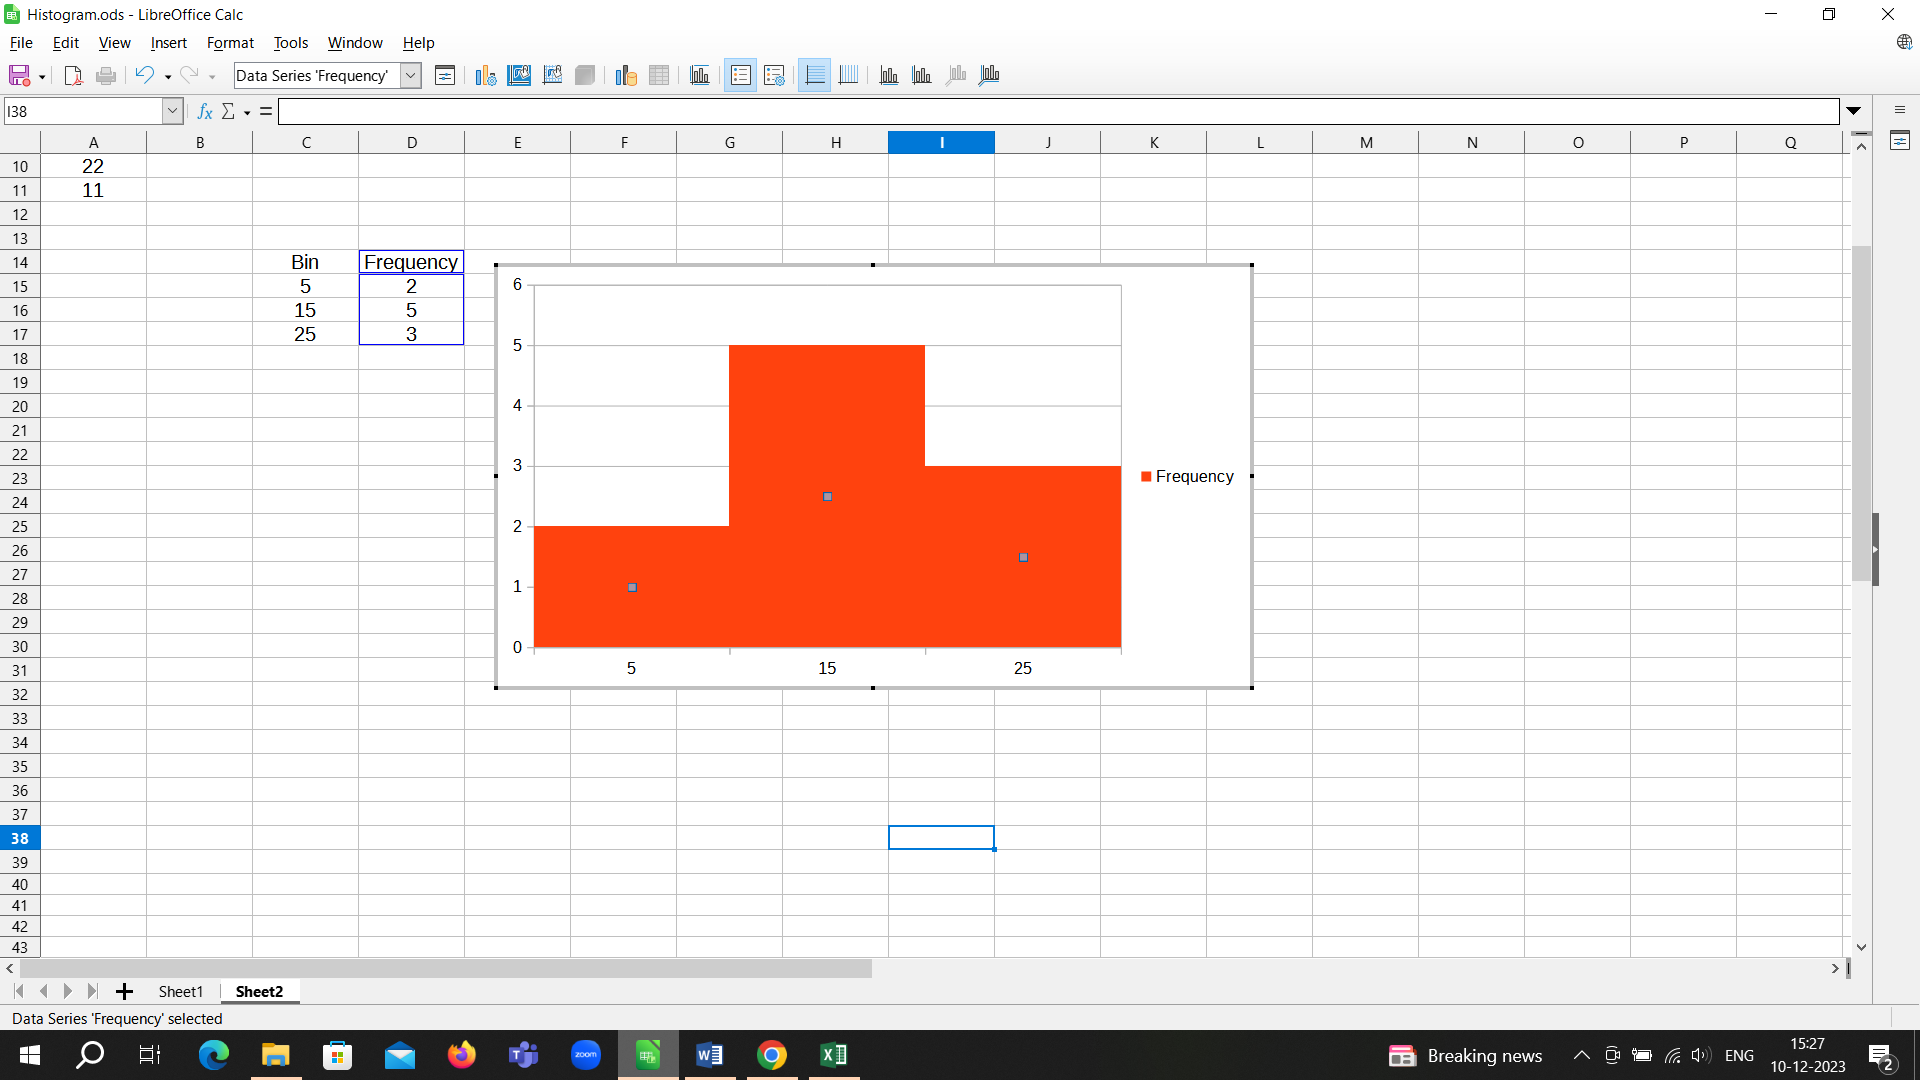 Histogram.ods - LibreOffice Calc
File Edit View Insert Format Tools Window Help
Data Series 'Frequency'
I38 fx Σ =
A B C D E F G H I J K L M N O P Q
10 22
11 11
12
13
14 Bin Frequency
15 5 2
16 15 5
17 25 3
18
19
20
21
22
23
24
25
26
27
28
29
30
31
32
33
34
35
36
37
38
39
40
41
42
43
6
5
4
3
2
1
0
5 15 25
Frequency
Sheet1 Sheet2
Data Series 'Frequency' selected
zoom
Breaking news
ENG
15:27
10-12-2023
2